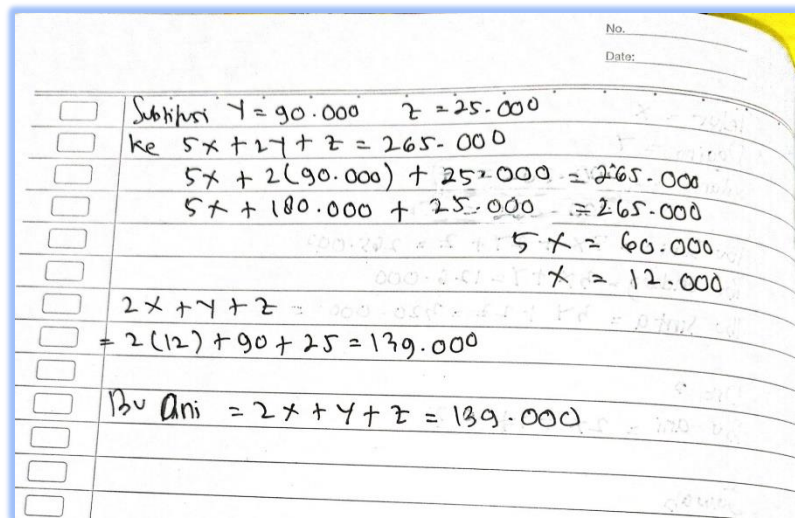 No.
Date:
Subtitusi Y = 90.000 Z = 25.000
ke 5x + 2y + z = 265.000
5x + 2(90.000) + 25.000 = 265.000
5x + 180.000 + 25.000 = 265.000
5x = 60.000
x = 12.000
2x + y + z
= 2(12) + 90 + 25 = 139.000
Bu Ani = 2x + y + z = 139.000